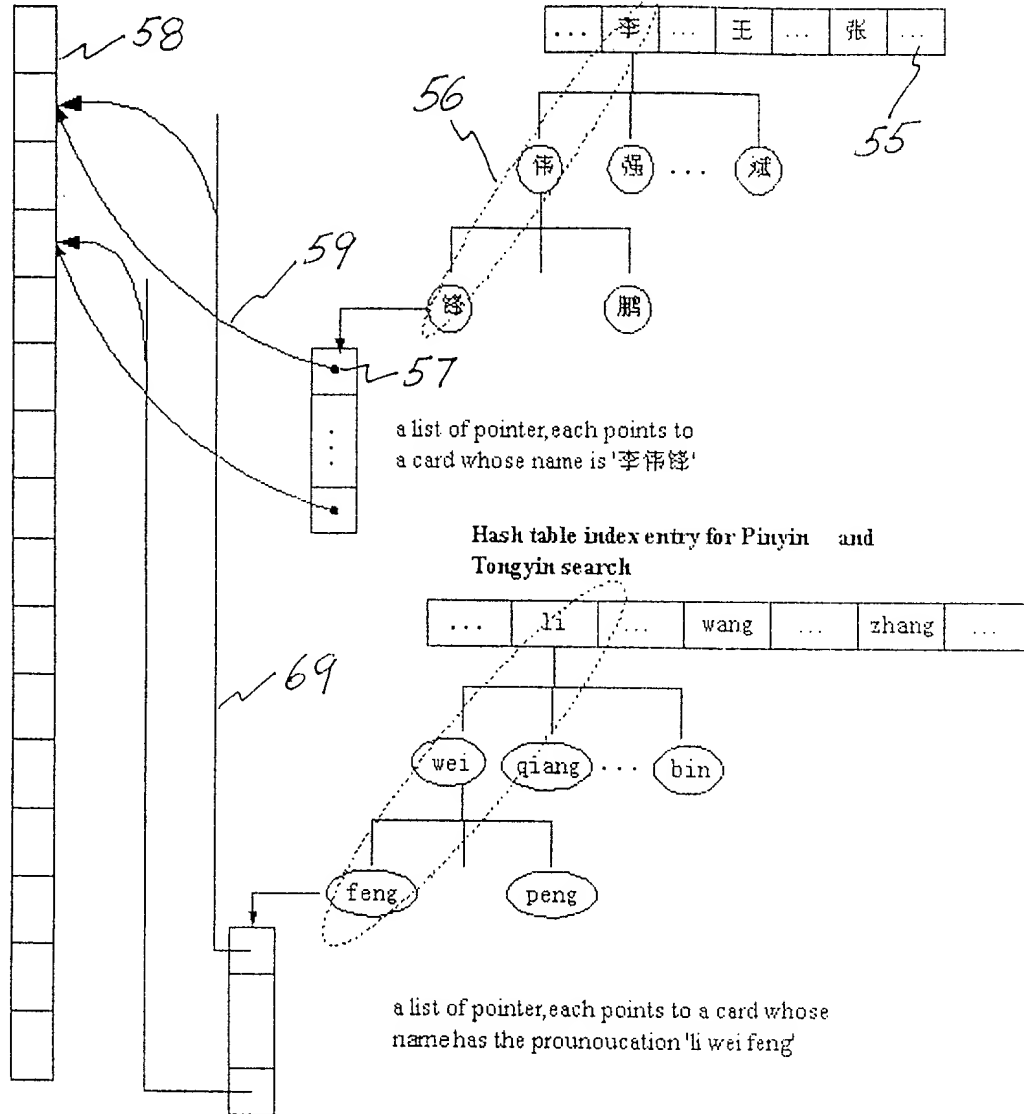 58
... 李 ... 王 ... 张 ...
56
55
伟 强 ... 斌
59
锋 鹏
57
a list of pointer,each points to
a card whose name is '李伟锋'
Hash table index entry for Pinyin and
Tongyin search
... li ... wang ... zhang ...
69
wei qiang ... bin
feng peng
a list of pointer,each points to a card whose
name has the prounoucation 'li wei feng'